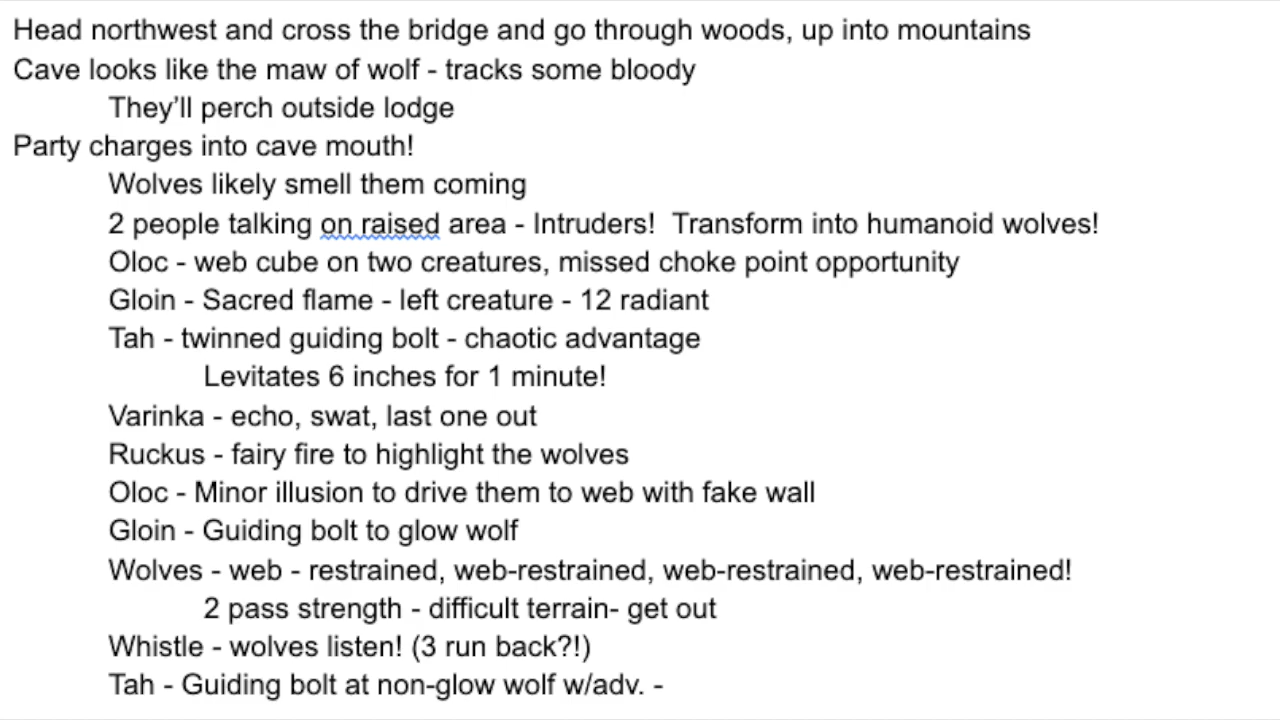 Head northwest and cross the bridge and go through woods, up into mountains
Cave looks like the maw of wolf - tracks some bloody
They’ll perch outside lodge
Party charges into cave mouth!
Wolves likely smell them coming
2 people talking on raised area - Intruders!  Transform into humanoid wolves!
Oloc - web cube on two creatures, missed choke point opportunity
Gloin - Sacred flame - left creature - 12 radiant
Tah - twinned guiding bolt - chaotic advantage
Levitates 6 inches for 1 minute!
Varinka - echo, swat, last one out
Ruckus - fairy fire to highlight the wolves
Oloc - Minor illusion to drive them to web with fake wall
Gloin - Guiding bolt to glow wolf
Wolves - web - restrained, web-restrained, web-restrained, web-restrained!
2 pass strength - difficult terrain- get out
Whistle - wolves listen! (3 run back?!)
Tah - Guiding bolt at non-glow wolf w/adv. -